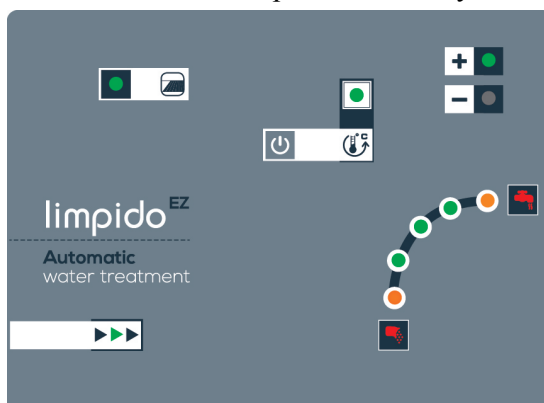 +
−
°C
limpido EZ
Automatic
water treatment